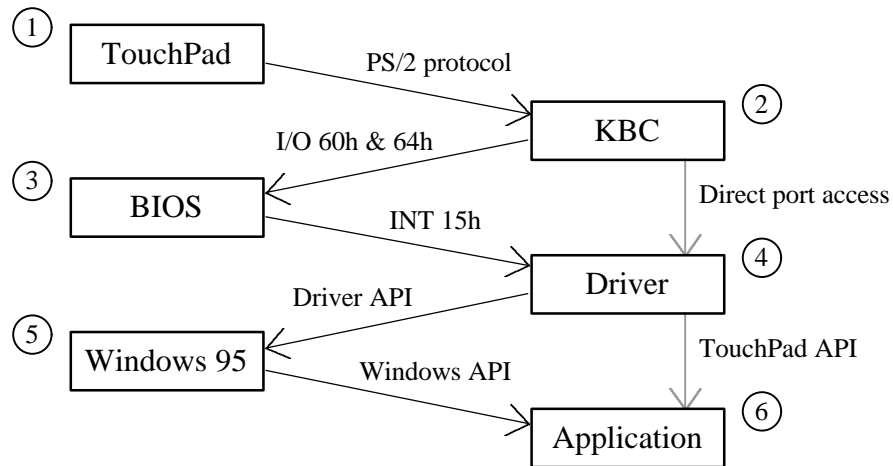 1
TouchPad
PS/2 protocol
2
KBC
I/O 60h & 64h
3
BIOS
Direct port access
INT 15h
4
Driver
Driver API
5
Windows 95
TouchPad API
Windows API
6
Application